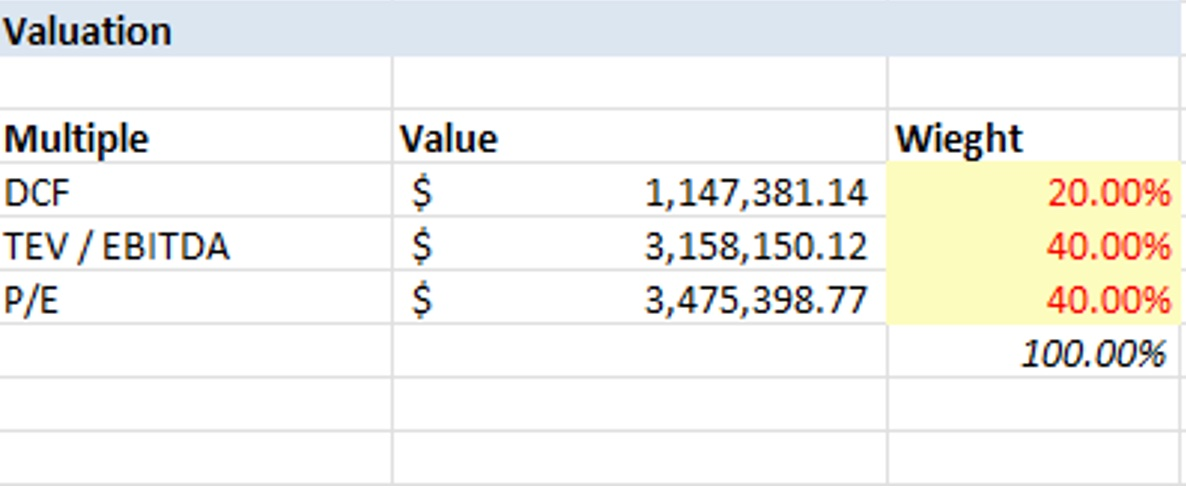 Valuation
Multiple Value Wieght
DCF $ 1,147,381.14 20.00%
TEV / EBITDA $ 3,158,150.12 40.00%
P/E $ 3,475,398.77 40.00%
100.00%